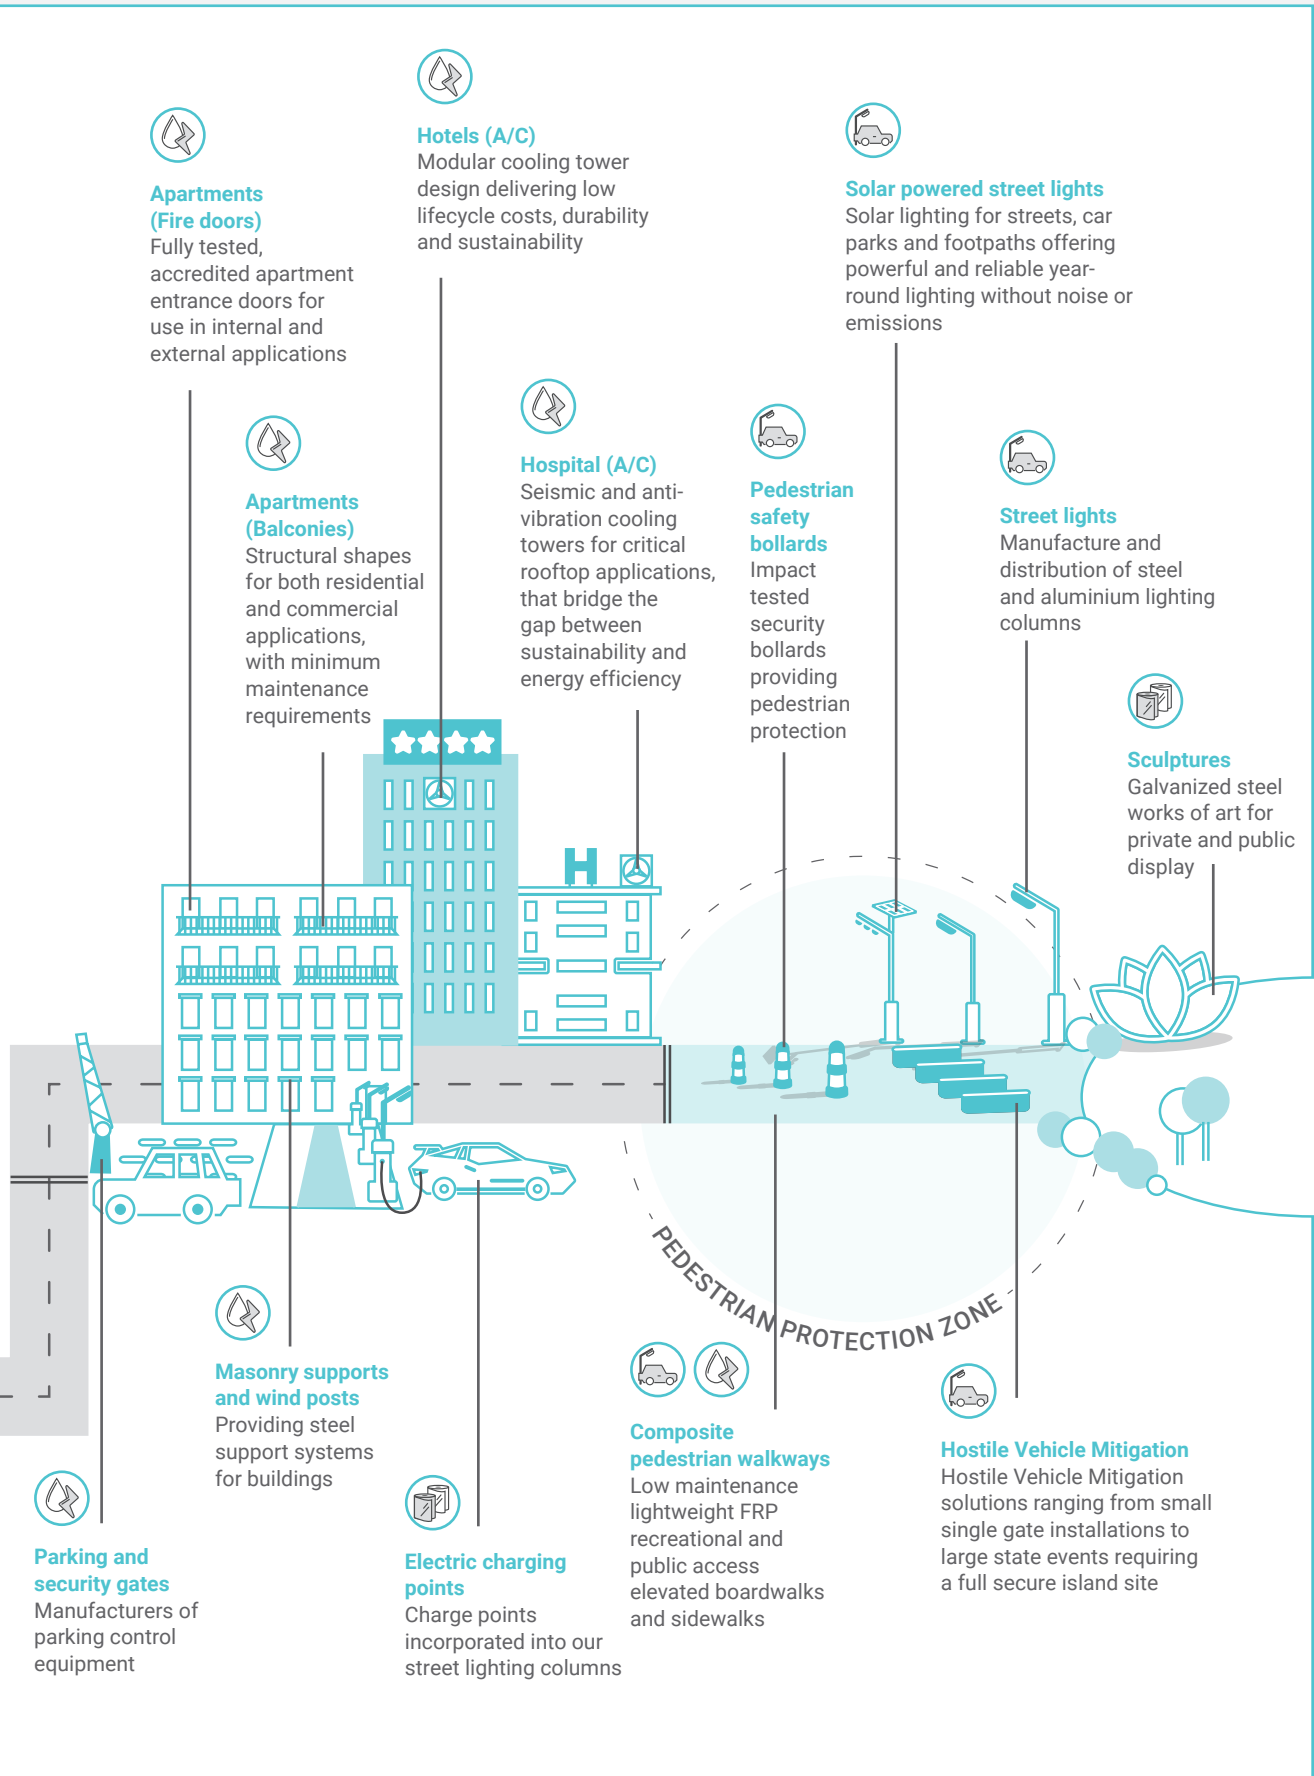 Apartments
(Fire doors)
Fully tested,
accredited apartment
entrance doors for
use in internal and
external applications
Hotels (A/C)
Modular cooling tower
design delivering low
lifecycle costs, durability
and sustainability
Solar powered street lights
Solar lighting for streets, car
parks and footpaths offering
powerful and reliable year-
round lighting without noise or
emissions
Apartments
(Balconies)
Structural shapes
for both residential
and commercial
applications,
with minimum
maintenance
requirements
Hospital (A/C)
Seismic and anti-
vibration cooling
towers for critical
rooftop applications,
that bridge the
gap between
sustainability and
energy efficiency
Pedestrian
safety
bollards
Impact
tested
security
bollards
providing
pedestrian
protection
Street lights
Manufacture and
distribution of steel
and aluminium lighting
columns
Sculptures
Galvanized steel
works of art for
private and public
display
H
PEDESTRIAN PROTECTION ZONE
Masonry supports
and wind posts
Providing steel
support systems
for buildings
Parking and
security gates
Manufacturers of
parking control
equipment
Electric charging
points
Charge points
incorporated into our
street lighting columns
Composite
pedestrian walkways
Low maintenance
lightweight FRP
recreational and
public access
elevated boardwalks
and sidewalks
Hostile Vehicle Mitigation
Hostile Vehicle Mitigation
solutions ranging from small
single gate installations to
large state events requiring
a full secure island site